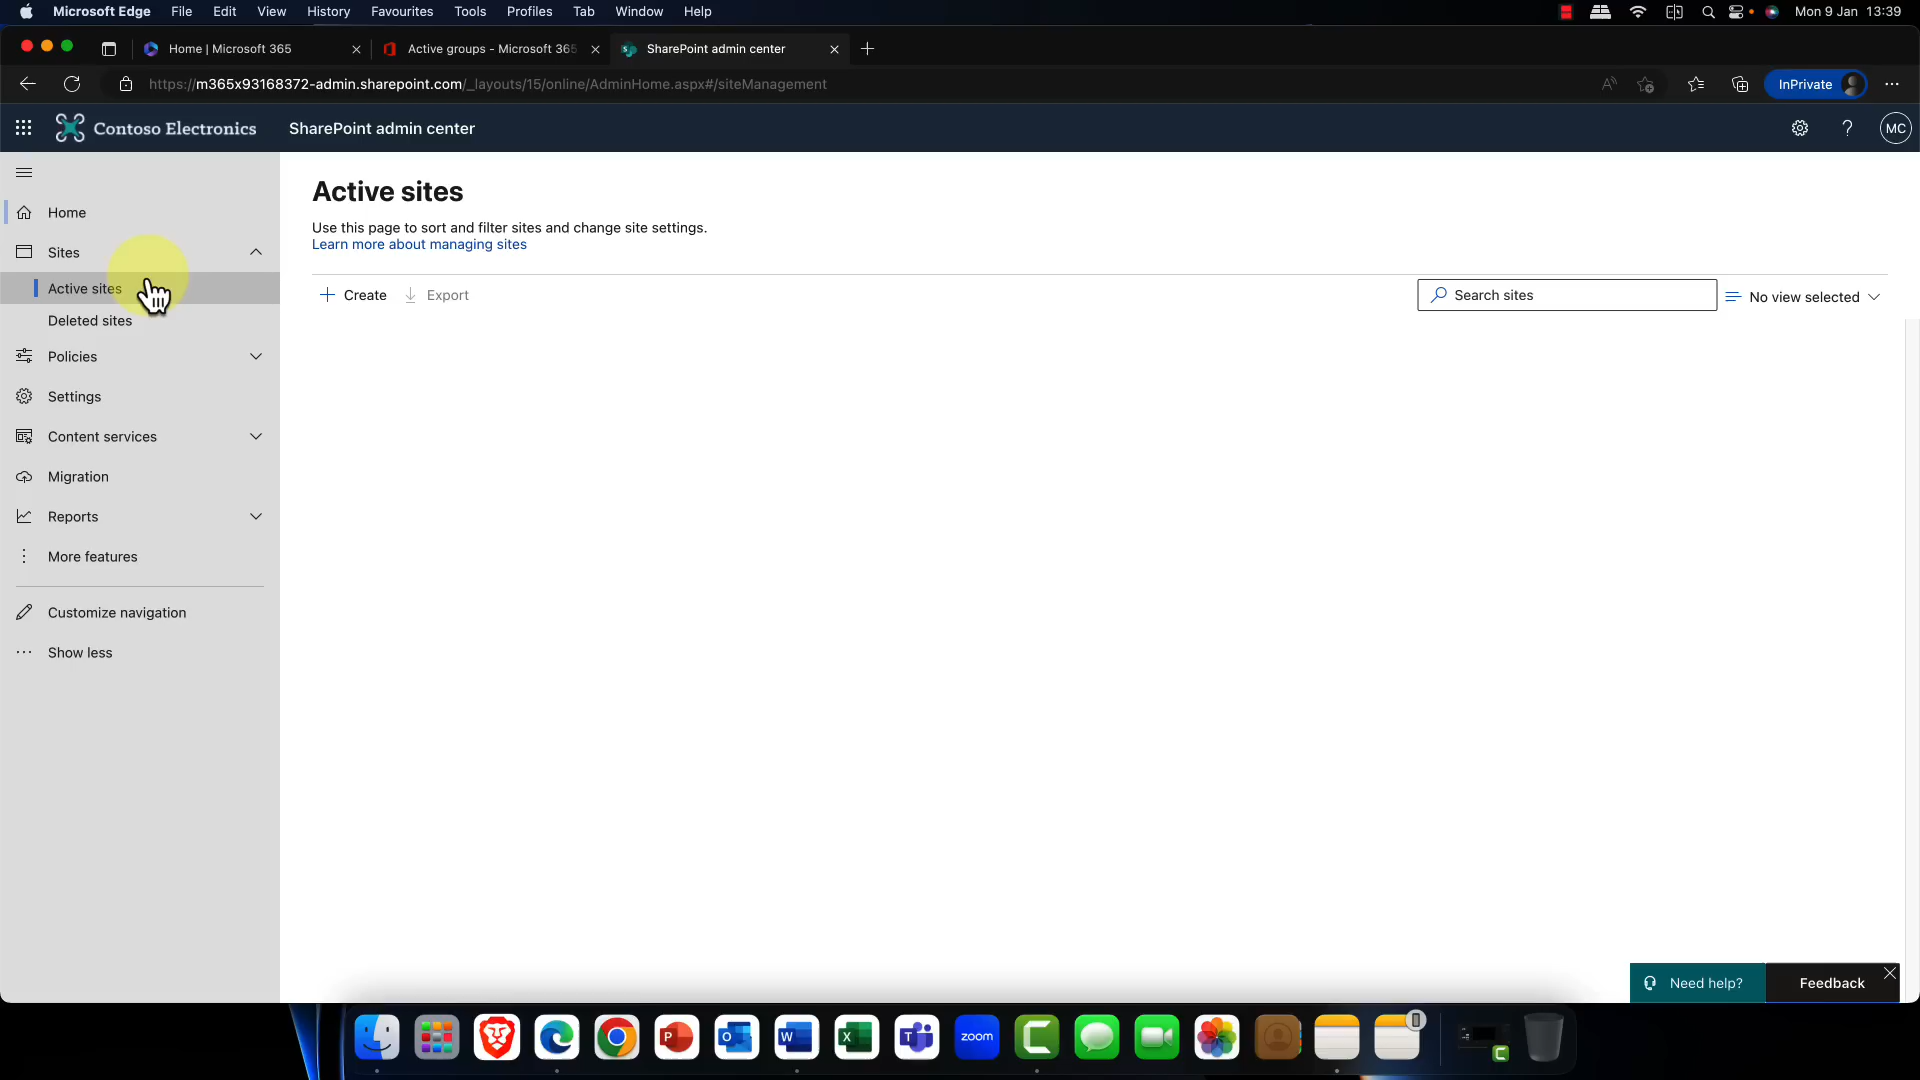 Microsoft Edge File Edit View History Favourites Tools Profiles Tab Window Help Mon 9 Jan 13:39
Home | Microsoft 365 Active groups - Microsoft 365 SharePoint admin center
https://m365x93168372-admin.sharepoint.com/_layouts/15/online/AdminHome.aspx#/siteManagement InPrivate
Contoso Electronics SharePoint admin center MC
Home
Sites
Active sites
Deleted sites
Policies
Settings
Content services
Migration
Reports
More features
Customize navigation
Show less
Active sites
Use this page to sort and filter sites and change site settings.
Learn more about managing sites
Create Export Search sites No view selected
Need help? Feedback
zoom